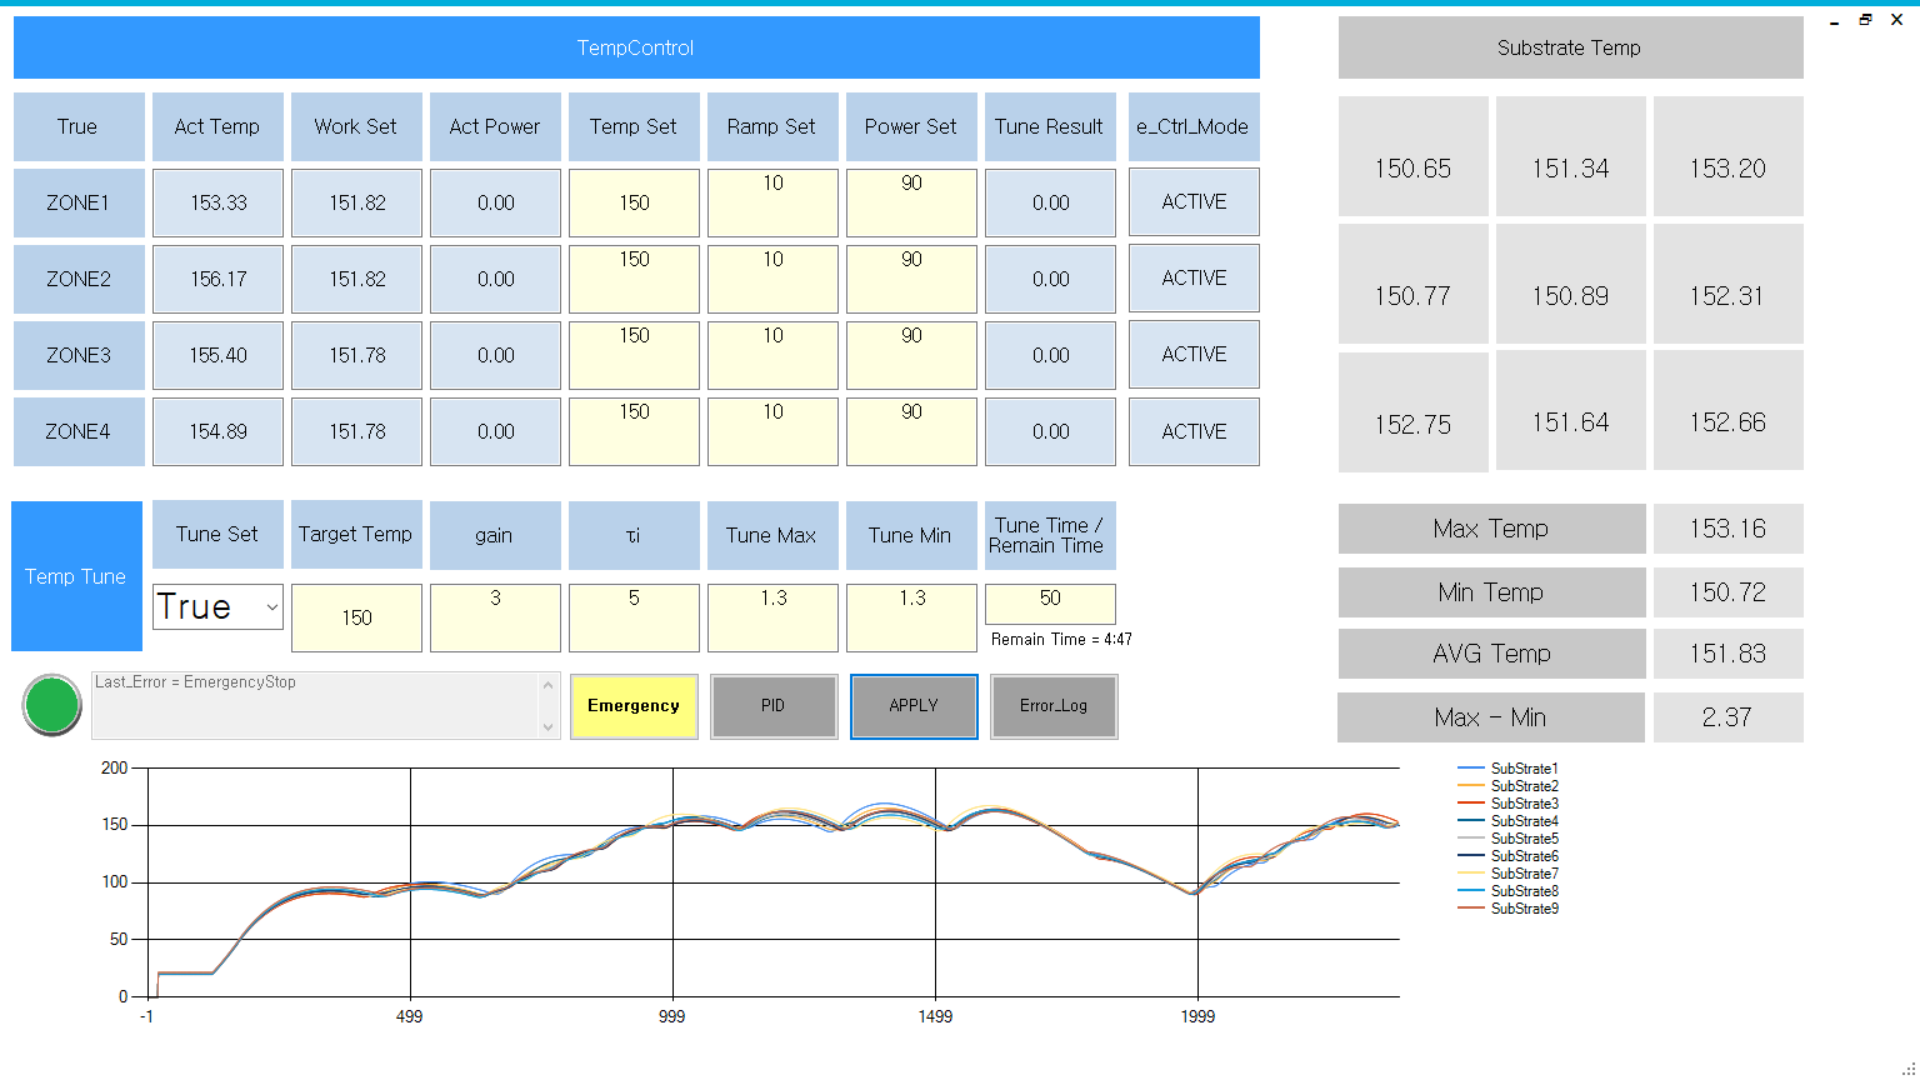 TempControl
Substrate Temp
True Act Temp Work Set Act Power Temp Set Ramp Set Power Set Tune Result e_Ctrl_Mode
ZONE1 153.33 151.82 0.00 150 10 90 0.00 ACTIVE
ZONE2 156.17 151.82 0.00 150 10 90 0.00 ACTIVE
ZONE3 155.40 151.78 0.00 150 10 90 0.00 ACTIVE
ZONE4 154.89 151.78 0.00 150 10 90 0.00 ACTIVE
150.65 151.34 153.20
150.77 150.89 152.31
152.75 151.64 152.66
Temp Tune
Tune Set Target Temp gain τi Tune Max Tune Min Tune Time /
Remain Time
True 150 3 5 1.3 1.3 50
Remain Time = 4:47
Max Temp 153.16
Min Temp 150.72
AVG Temp 151.83
Max - Min 2.37
Last_Error = EmergencyStop
Emergency PID APPLY Error_Log
200
150
100
50
0
-1 499 999 1499 1999
SubStrate1
SubStrate2
SubStrate3
SubStrate4
SubStrate5
SubStrate6
SubStrate7
SubStrate8
SubStrate9